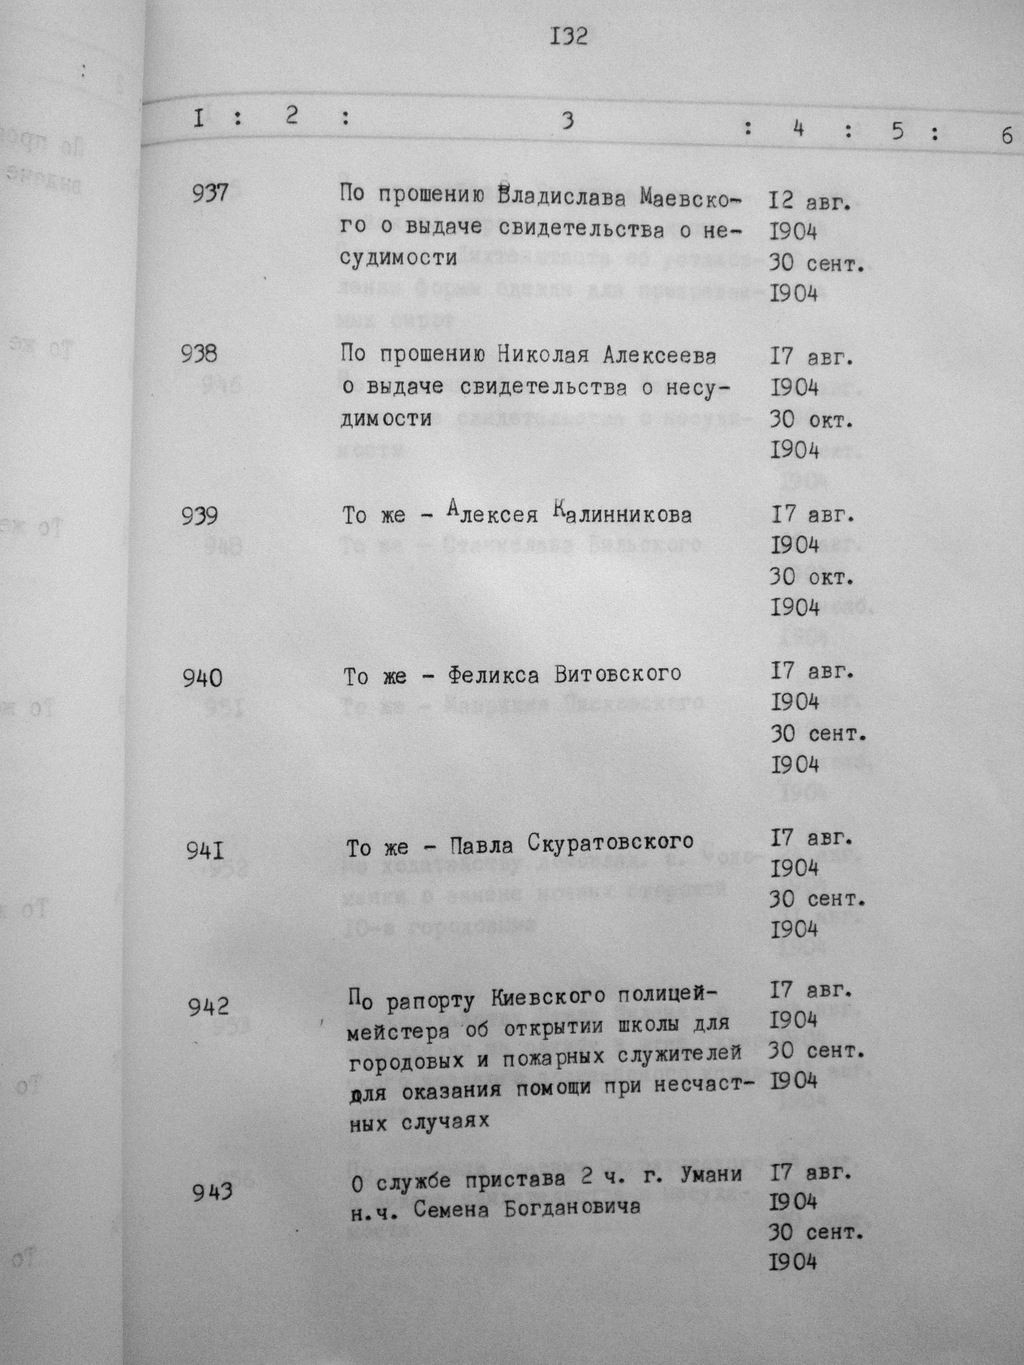 132
I : 2 : 3 : 4 : 5 : 6
937 По прошению Владислава Маевско- 12 авг.
го о выдаче свидетельства о не- 1904
судимости 30 сент.
1904
938 По прошению Николая Алексеева 17 авг.
о выдаче свидетельства о несу- 1904
димости 30 окт.
1904
939 То же - Алексея Калинникова 17 авг.
1904
30 окт.
1904
940 То же - Феликса Витовского 17 авг.
1904
30 сент.
1904
941 То же - Павла Скуратовского 17 авг.
1904
30 сент.
1904
942 По рапорту Киевского полицей- 17 авг.
мейстера об открытии школы для 1904
городовых и пожарных служителей 30 сент.
для оказания помощи при несчаст- 1904
ных случаях
943 О службе пристава 2 ч. г. Умани 17 авг.
н.ч. Семена Богдановича 1904
30 сент.
1904